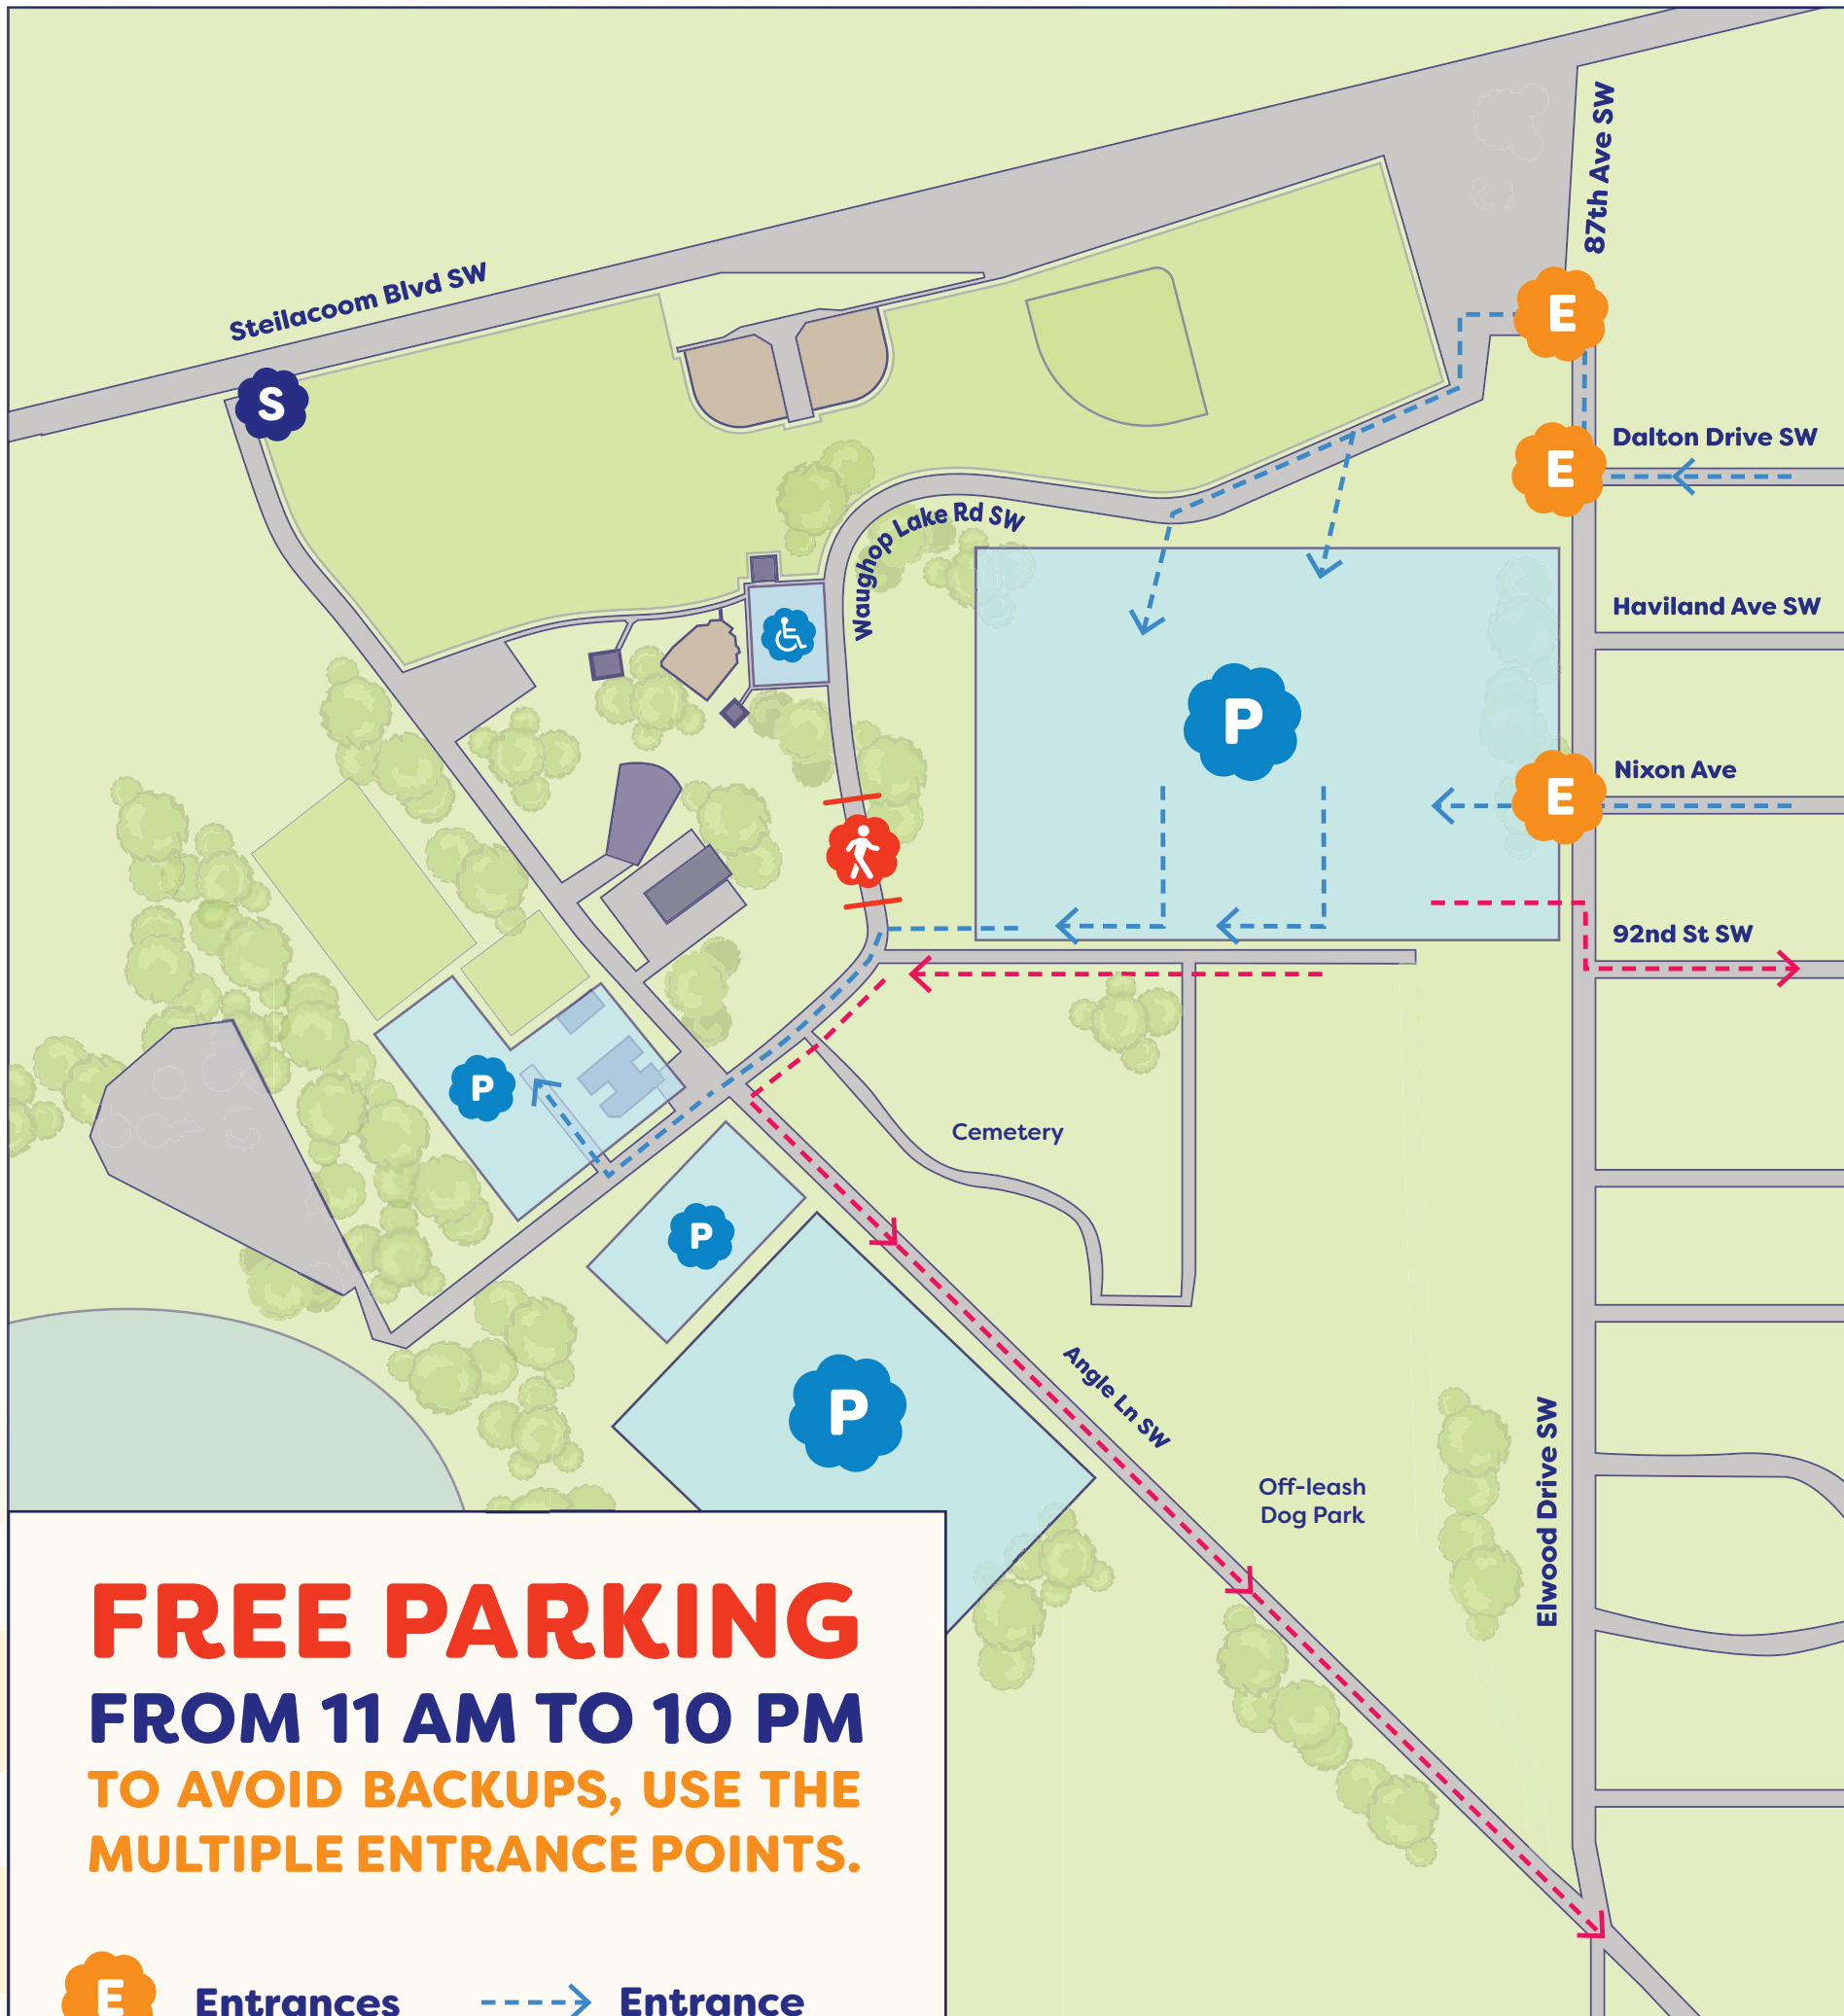 87th Ave SW
Steilacoom Blvd SW
E
S
Dalton Drive SW
E
Waughop Lake Rd SW
Haviland Ave SW
P
Nixon Ave
E
92nd St SW
P
Cemetery
P
Angle Ln SW
P
Off-leash
Dog Park
Elwood Drive SW
FREE PARKING
FROM 11 AM TO 10 PM
TO AVOID BACKUPS, USE THE
MULTIPLE ENTRANCE POINTS.
E
Entrances
Entrance